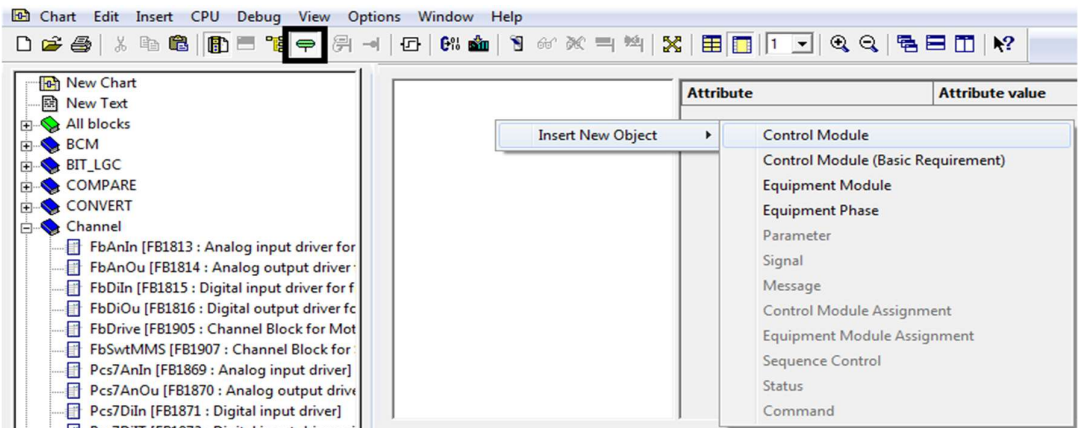 Chart Edit Insert CPU Debug View Options Window Help
1
New Chart
New Text
All blocks
BCM
BIT_LGC
COMPARE
CONVERT
Channel
FbAnIn [FB1813 : Analog input driver for
FbAnOu [FB1814 : Analog output driver
FbDiIn [FB1815 : Digital input driver for f
FbDiOu [FB1816 : Digital output driver fc
FbDrive [FB1905 : Channel Block for Mot
FbSwtMMS [FB1907 : Channel Block for
Pcs7AnIn [FB1869 : Analog input driver]
Pcs7AnOu [FB1870 : Analog output drive
Pcs7DiIn [FB1871 : Digital input driver]
Attribute Attribute value
Insert New Object
Control Module
Control Module (Basic Requirement)
Equipment Module
Equipment Phase
Parameter
Signal
Message
Control Module Assignment
Equipment Module Assignment
Sequence Control
Status
Command